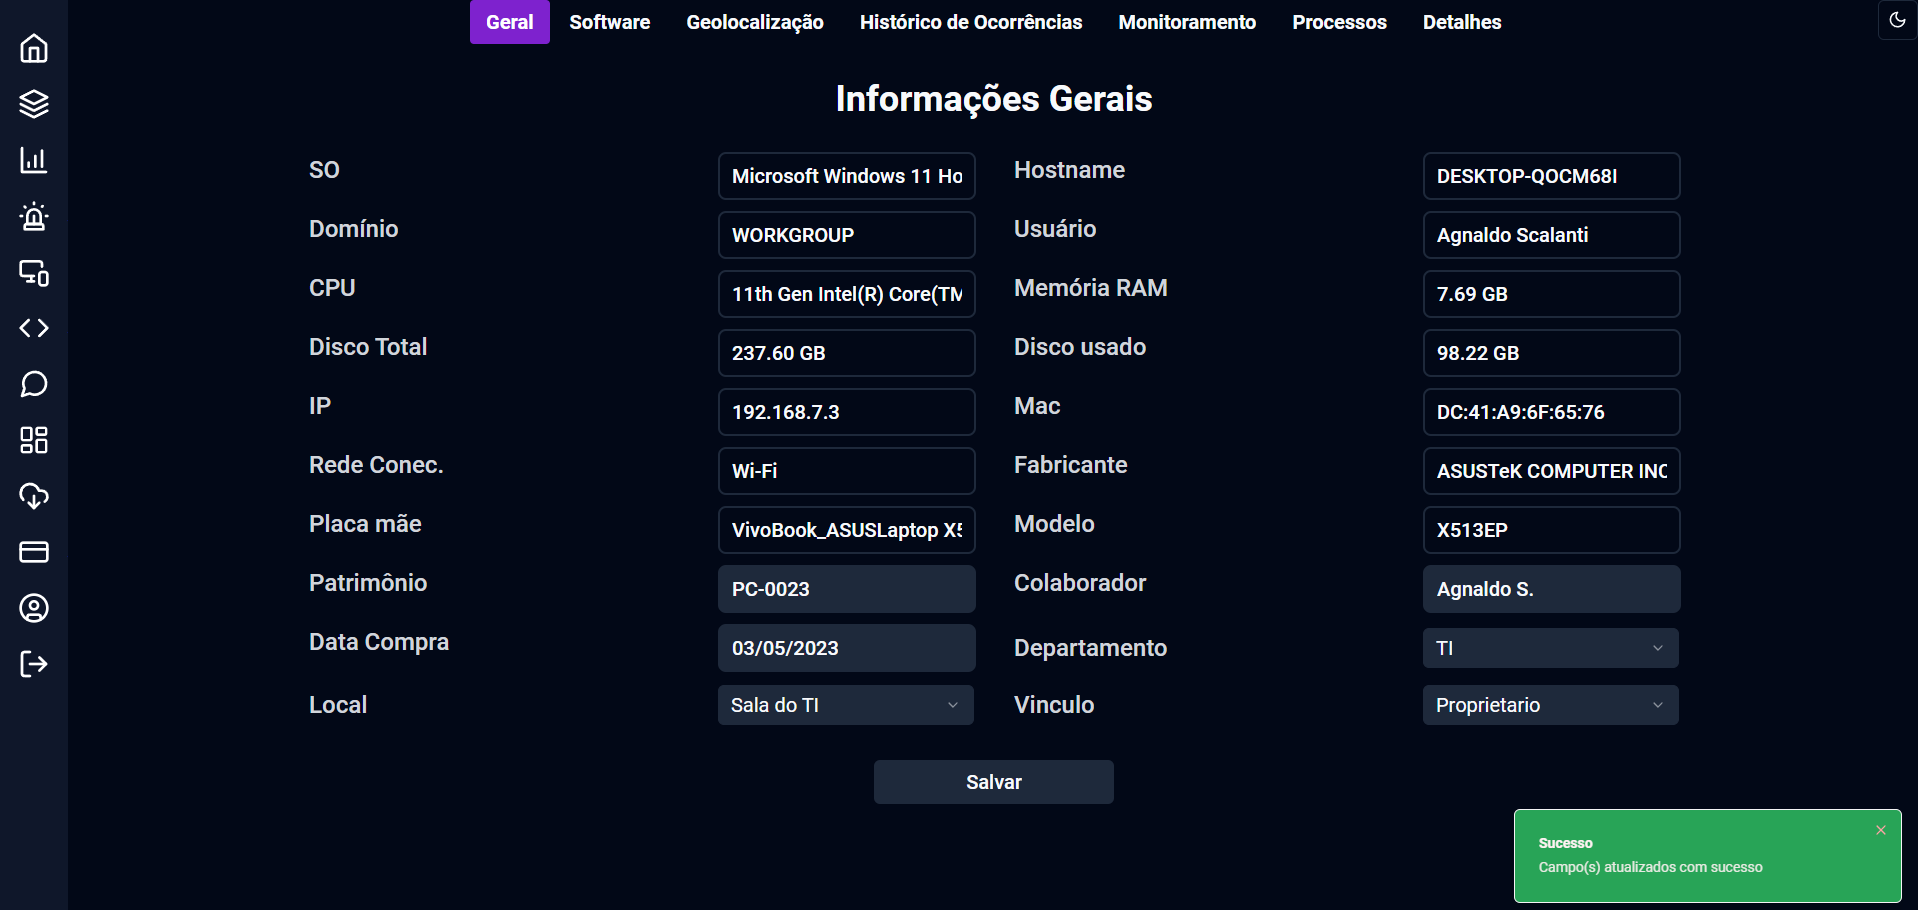 Geral Software Geolocalização Histórico de Ocorrências Monitoramento Processos Detalhes
Informações Gerais
SO Microsoft Windows 11 Ho Hostname DESKTOP-QOCM68I
Domínio WORKGROUP Usuário Agnaldo Scalanti
CPU 11th Gen Intel(R) Core(TM Memória RAM 7.69 GB
Disco Total 237.60 GB Disco usado 98.22 GB
IP 192.168.7.3 Mac DC:41:A9:6F:65:76
Rede Conec. Wi-Fi Fabricante ASUSTeK COMPUTER INC
Placa mãe VivoBook_ASUSLaptop X5 Modelo X513EP
Patrimônio PC-0023 Colaborador Agnaldo S.
Data Compra 03/05/2023 Departamento TI
Local Sala do TI Vinculo Proprietario
Salvar
Sucesso
Campo(s) atualizados com sucesso